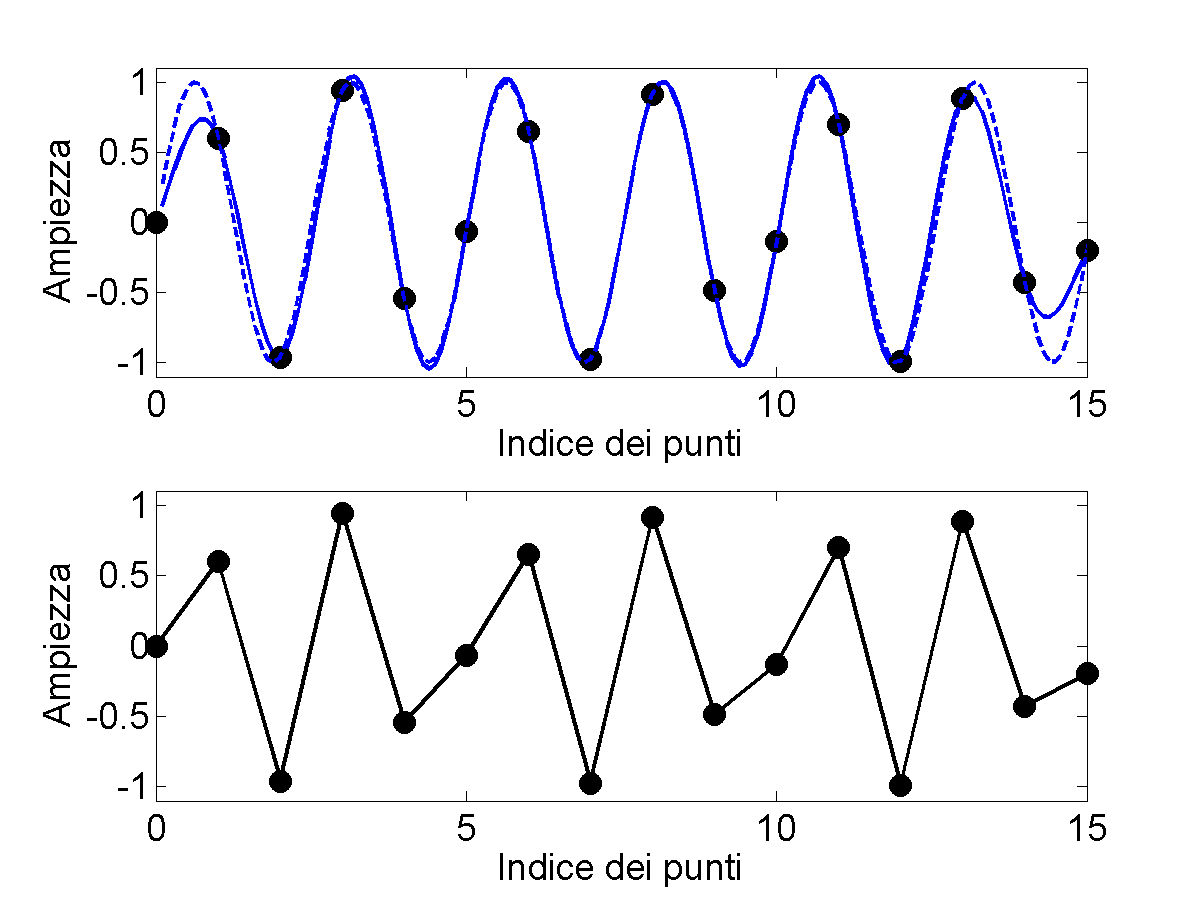 Ampiezza
1
0.5
0
-0.5
-1
0 5 10 15
Indice dei punti
Ampiezza
1
0.5
0
-0.5
-1
0 5 10 15
Indice dei punti